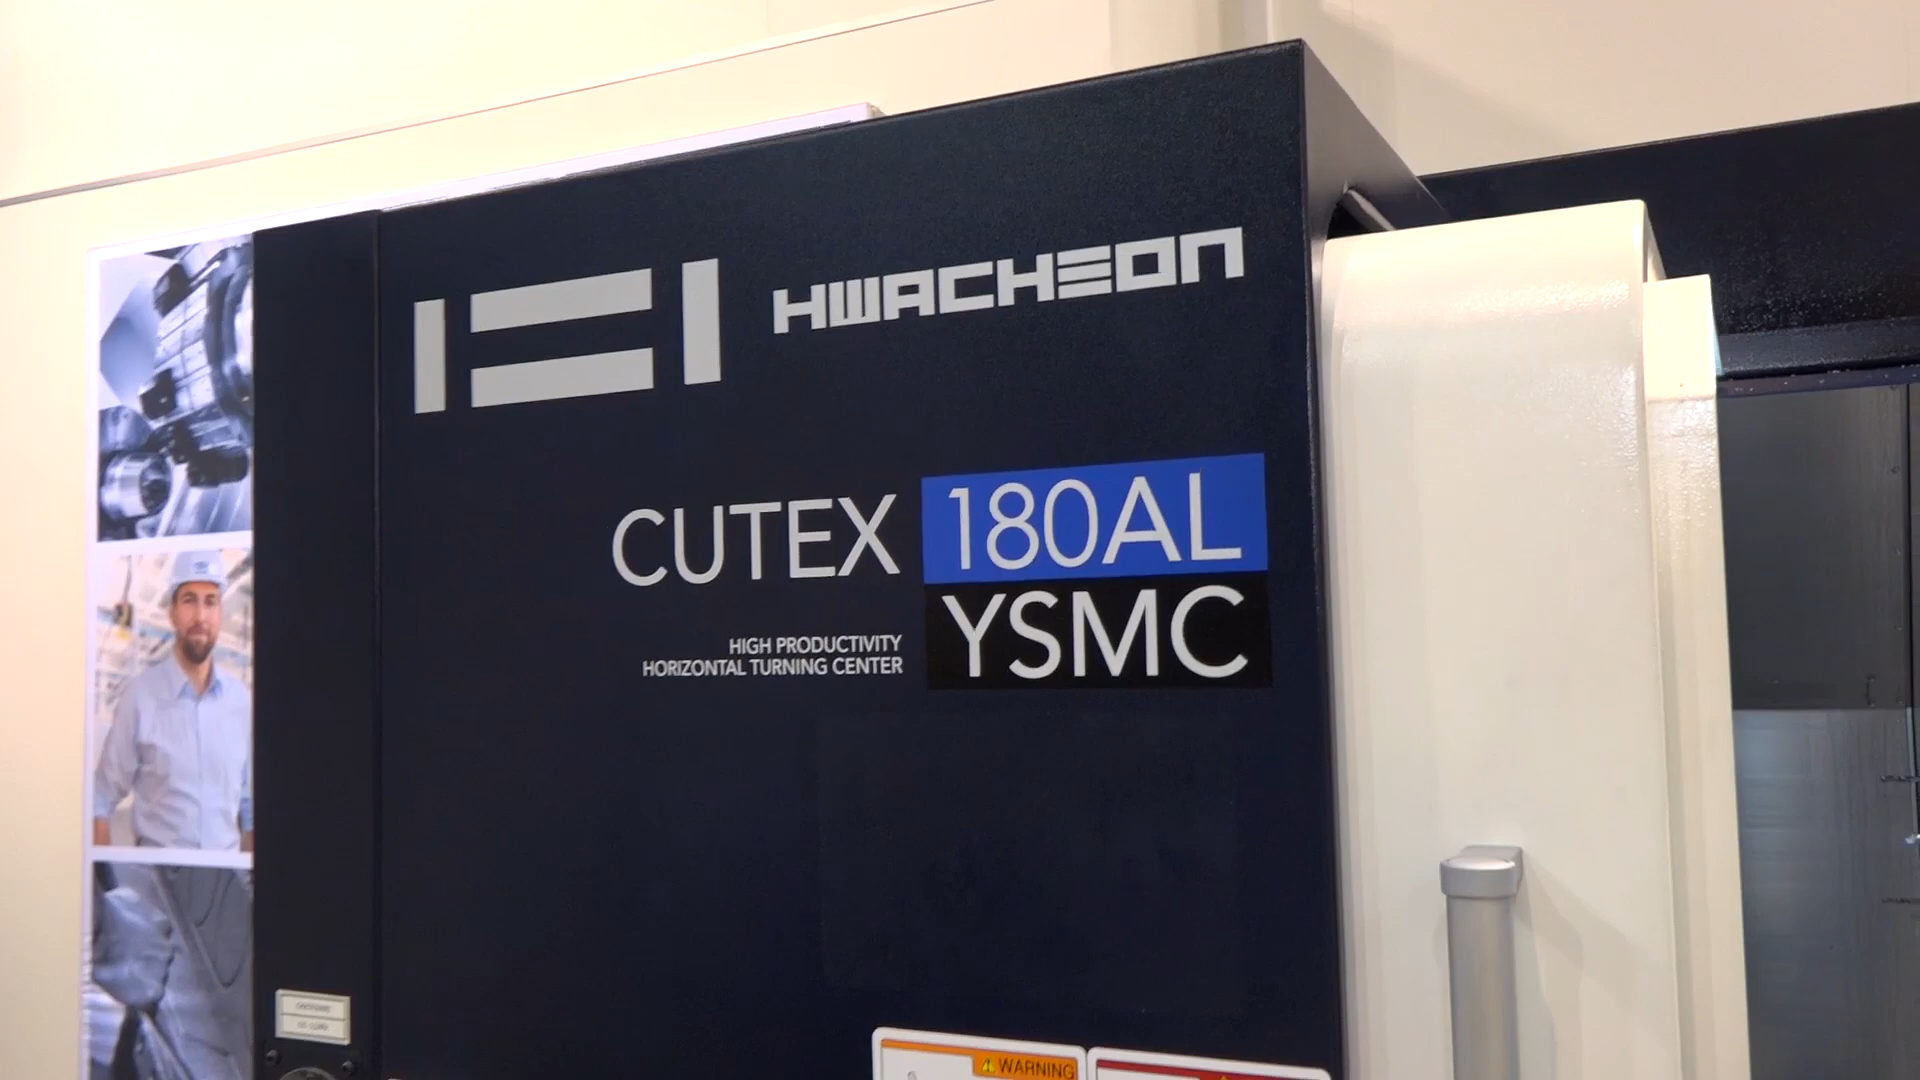 HWACHEON
CUTEX 180AL
YSMC
HIGH PRODUCTIVITY
HORIZONTAL TURNING CENTER
WARNING